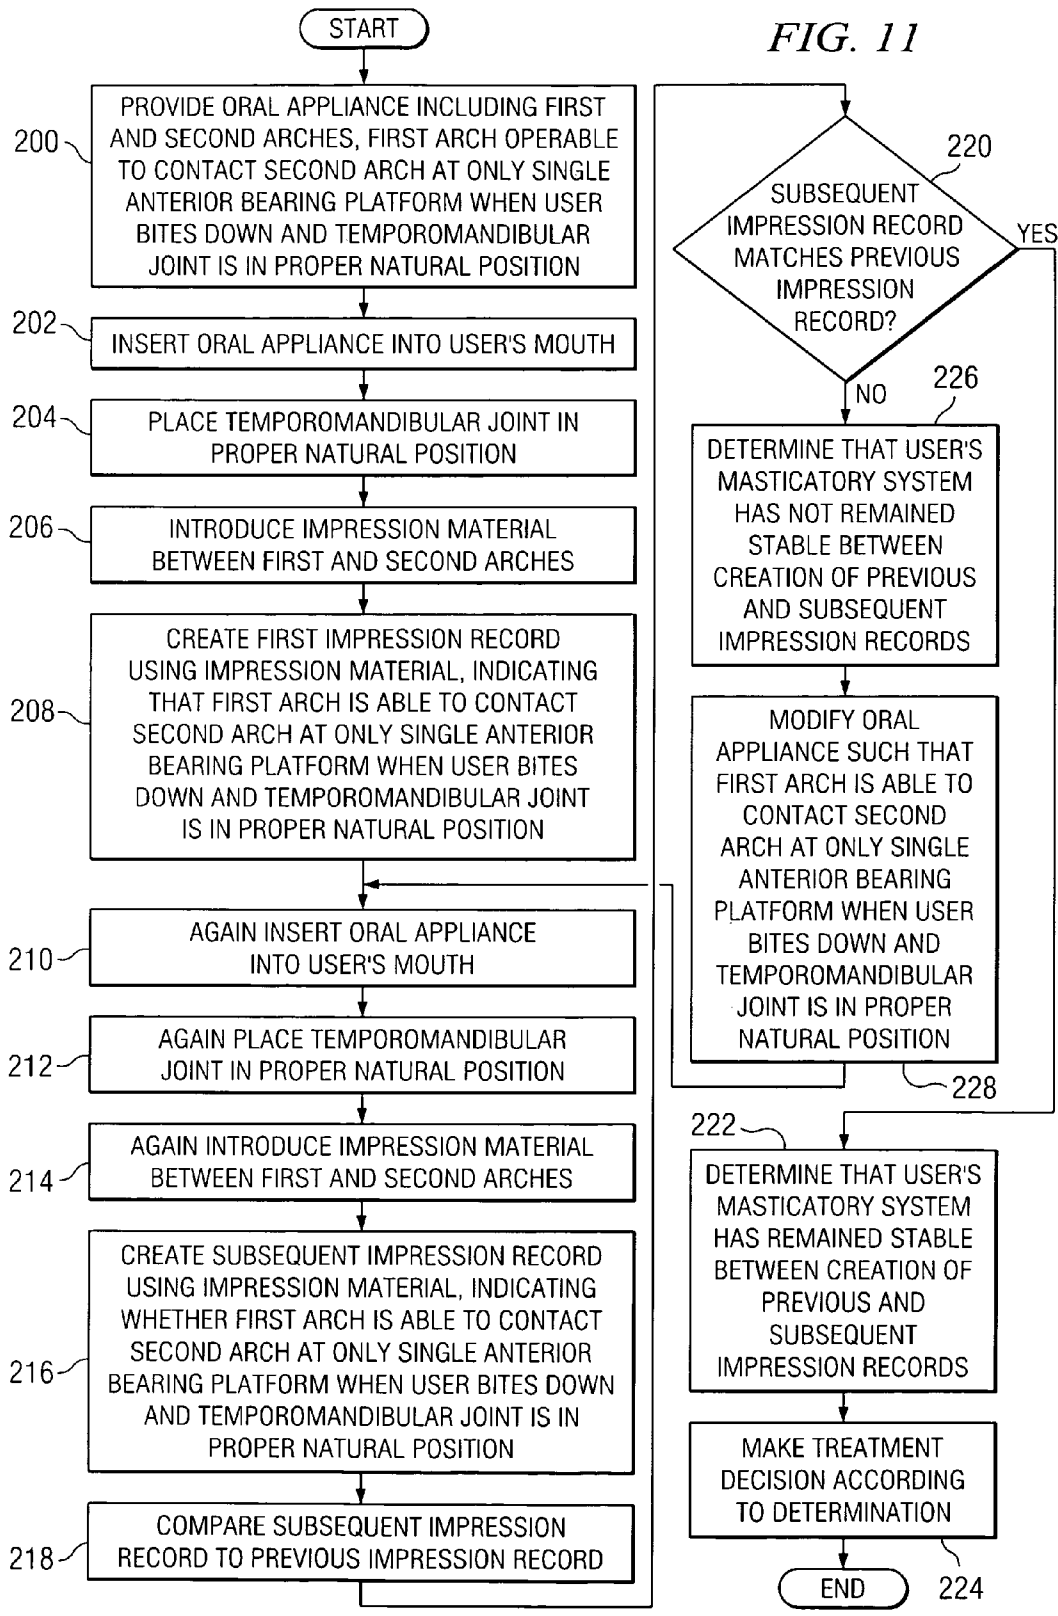 START
FIG. 11
200
PROVIDE ORAL APPLIANCE INCLUDING FIRST
AND SECOND ARCHES, FIRST ARCH OPERABLE
TO CONTACT SECOND ARCH AT ONLY SINGLE
ANTERIOR BEARING PLATFORM WHEN USER
BITES DOWN AND TEMPOROMANDIBULAR
JOINT IS IN PROPER NATURAL POSITION
202
INSERT ORAL APPLIANCE INTO USER'S MOUTH
204
PLACE TEMPOROMANDIBULAR JOINT IN
PROPER NATURAL POSITION
206
INTRODUCE IMPRESSION MATERIAL
BETWEEN FIRST AND SECOND ARCHES
208
CREATE FIRST IMPRESSION RECORD
USING IMPRESSION MATERIAL, INDICATING
THAT FIRST ARCH IS ABLE TO CONTACT
SECOND ARCH AT ONLY SINGLE ANTERIOR
BEARING PLATFORM WHEN USER BITES
DOWN AND TEMPOROMANDIBULAR JOINT
IS IN PROPER NATURAL POSITION
210
AGAIN INSERT ORAL APPLIANCE
INTO USER'S MOUTH
212
AGAIN PLACE TEMPOROMANDIBULAR
JOINT IN PROPER NATURAL POSITION
214
AGAIN INTRODUCE IMPRESSION MATERIAL
BETWEEN FIRST AND SECOND ARCHES
216
CREATE SUBSEQUENT IMPRESSION RECORD
USING IMPRESSION MATERIAL, INDICATING
WHETHER FIRST ARCH IS ABLE TO CONTACT
SECOND ARCH AT ONLY SINGLE ANTERIOR
BEARING PLATFORM WHEN USER BITES DOWN
AND TEMPOROMANDIBULAR JOINT IS IN
PROPER NATURAL POSITION
218
COMPARE SUBSEQUENT IMPRESSION
RECORD TO PREVIOUS IMPRESSION RECORD
220
SUBSEQUENT
IMPRESSION RECORD
MATCHES PREVIOUS
IMPRESSION
RECORD?
YES
NO
226
DETERMINE THAT USER'S
MASTICATORY SYSTEM
HAS NOT REMAINED
STABLE BETWEEN
CREATION OF PREVIOUS
AND SUBSEQUENT
IMPRESSION RECORDS
MODIFY ORAL
APPLIANCE SUCH THAT
FIRST ARCH IS ABLE TO
CONTACT SECOND
ARCH AT ONLY SINGLE
ANTERIOR BEARING
PLATFORM WHEN USER
BITES DOWN AND
TEMPOROMANDIBULAR
JOINT IS IN PROPER
NATURAL POSITION
228
222
DETERMINE THAT USER'S
MASTICATORY SYSTEM
HAS REMAINED STABLE
BETWEEN CREATION OF
PREVIOUS AND
SUBSEQUENT
IMPRESSION RECORDS
MAKE TREATMENT
DECISION ACCORDING
TO DETERMINATION
224
END